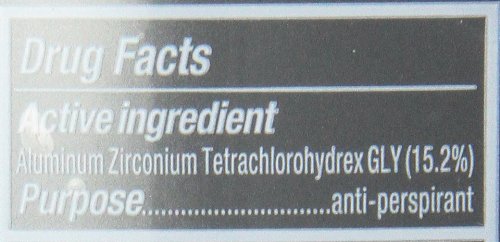 Drug Facts
Active ingredient
Aluminum Zirconium Tetrachlorohydrex GLY (15.2%)
Purpose..............................anti-perspirant